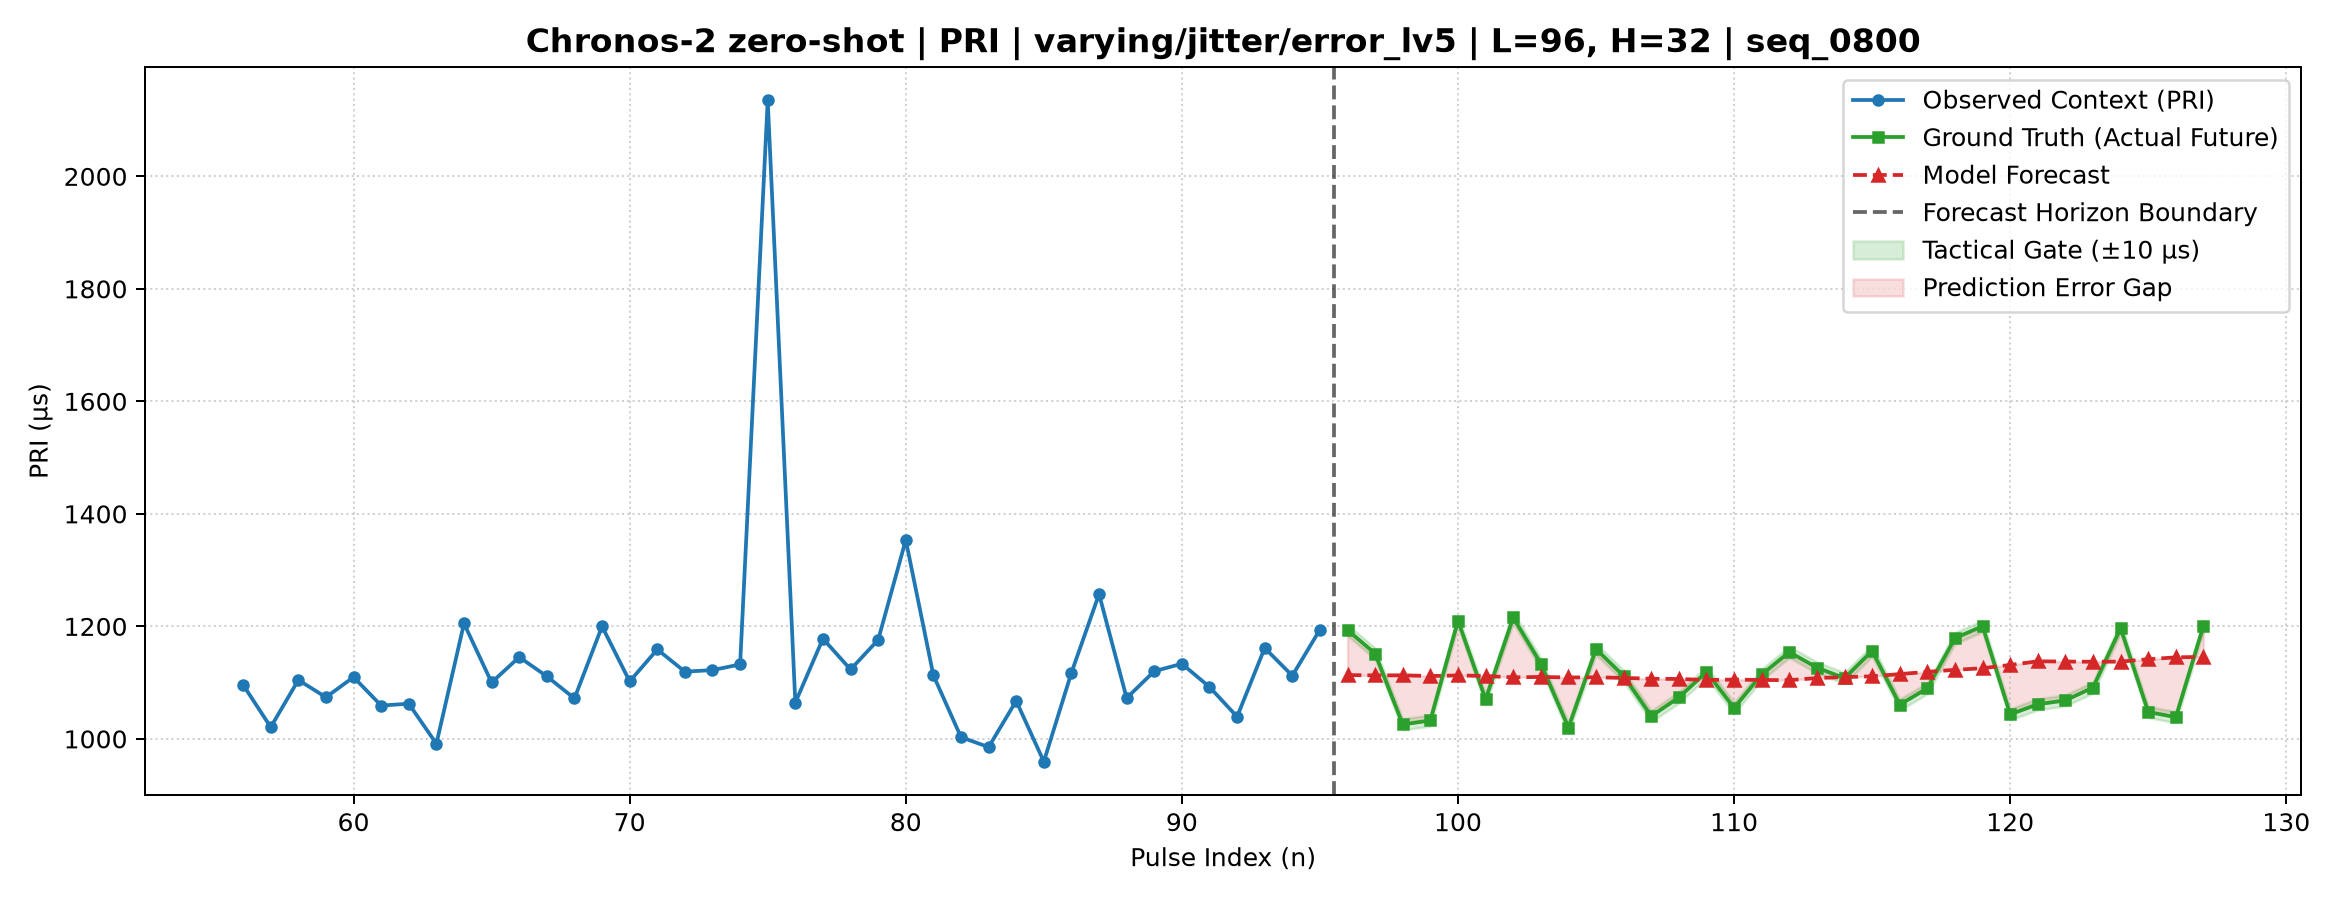 Chronos-2 zero-shot | PRI | varying/jitter/error_lv5 | L=96, H=32 | seq_0800
Observed Context (PRI)
Ground Truth (Actual Future)
Model Forecast
Forecast Horizon Boundary
Tactical Gate (±10 µs)
Prediction Error Gap
PRI (µs)
2000
1800
1600
1400
1200
1000
60 70 80 90 100 110 120 130
Pulse Index (n)